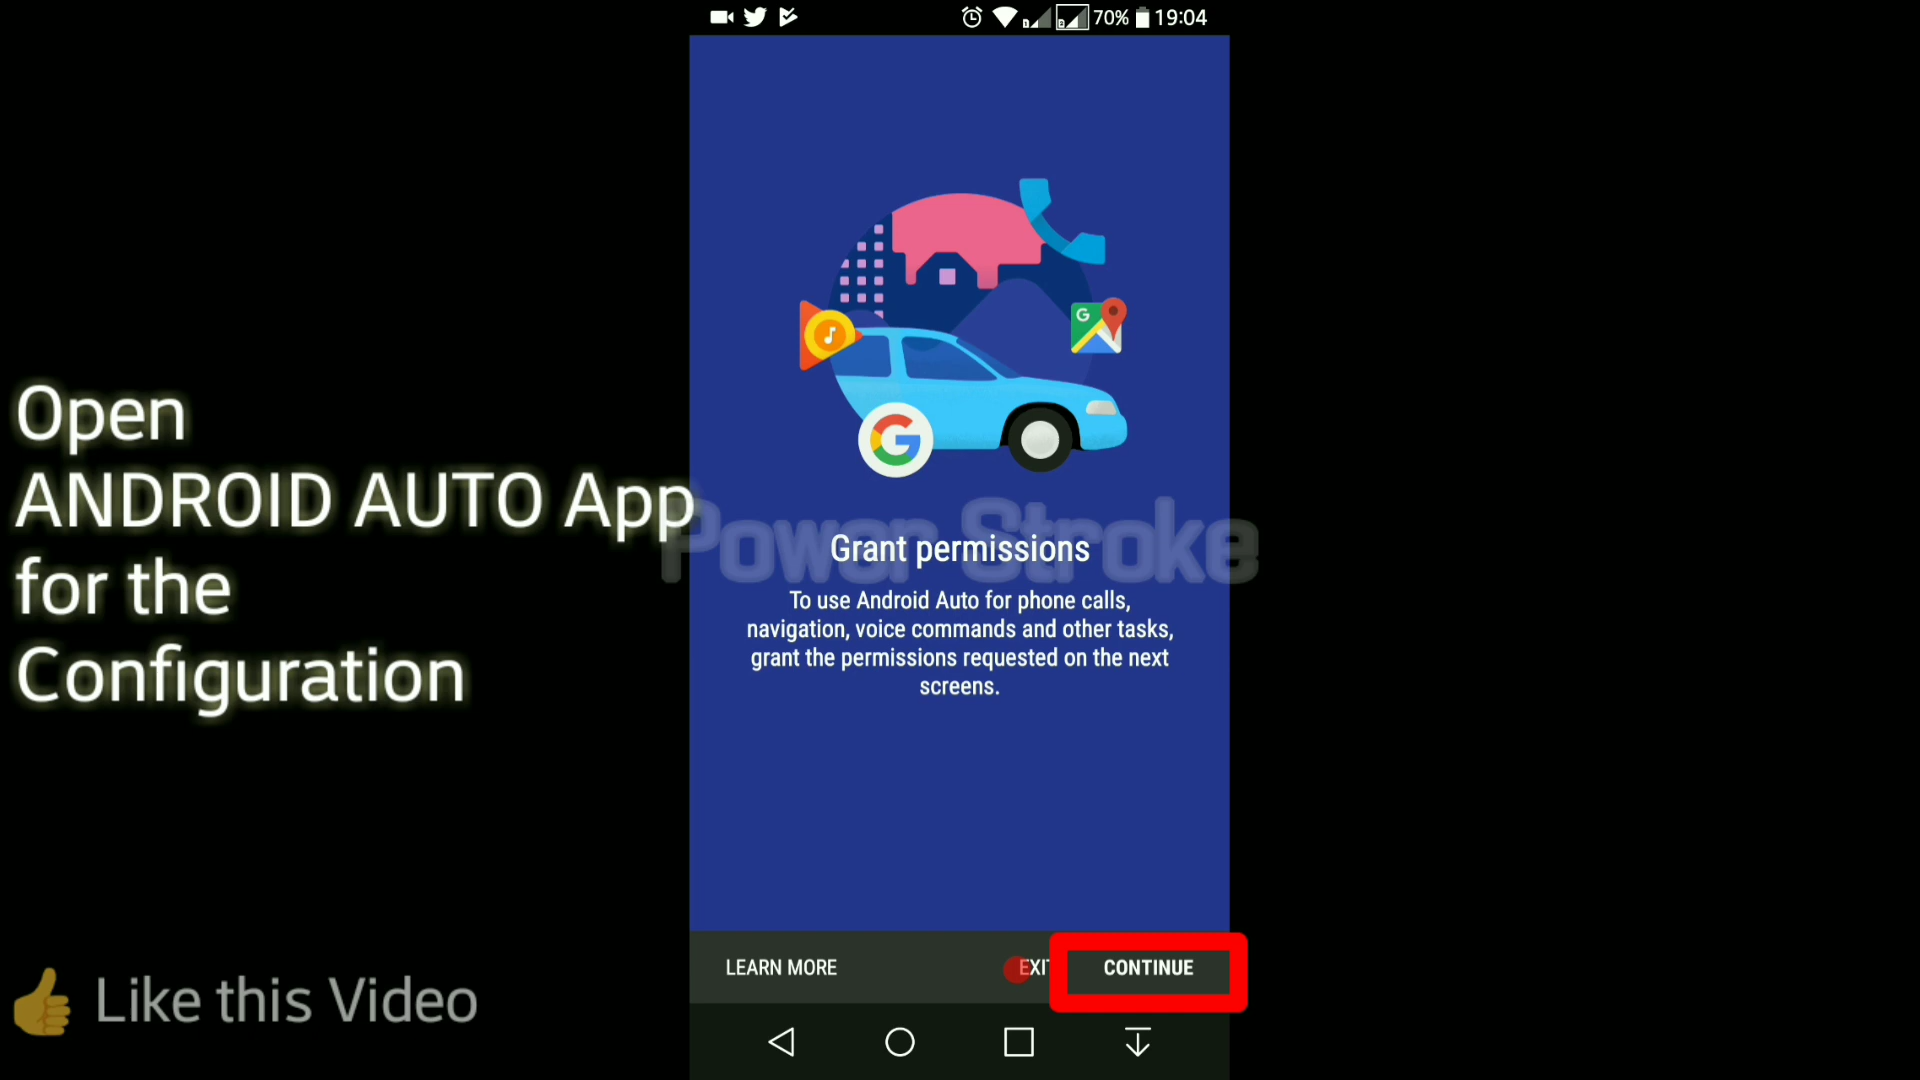 70% 19:04
Open
ANDROID AUTO App
for the
Configuration
Power Stroke
Grant permissions
To use Android Auto for phone calls,
navigation, voice commands and other tasks,
grant the permissions requested on the next
screens.
LEARN MORE
EXIT
CONTINUE
Like this Video